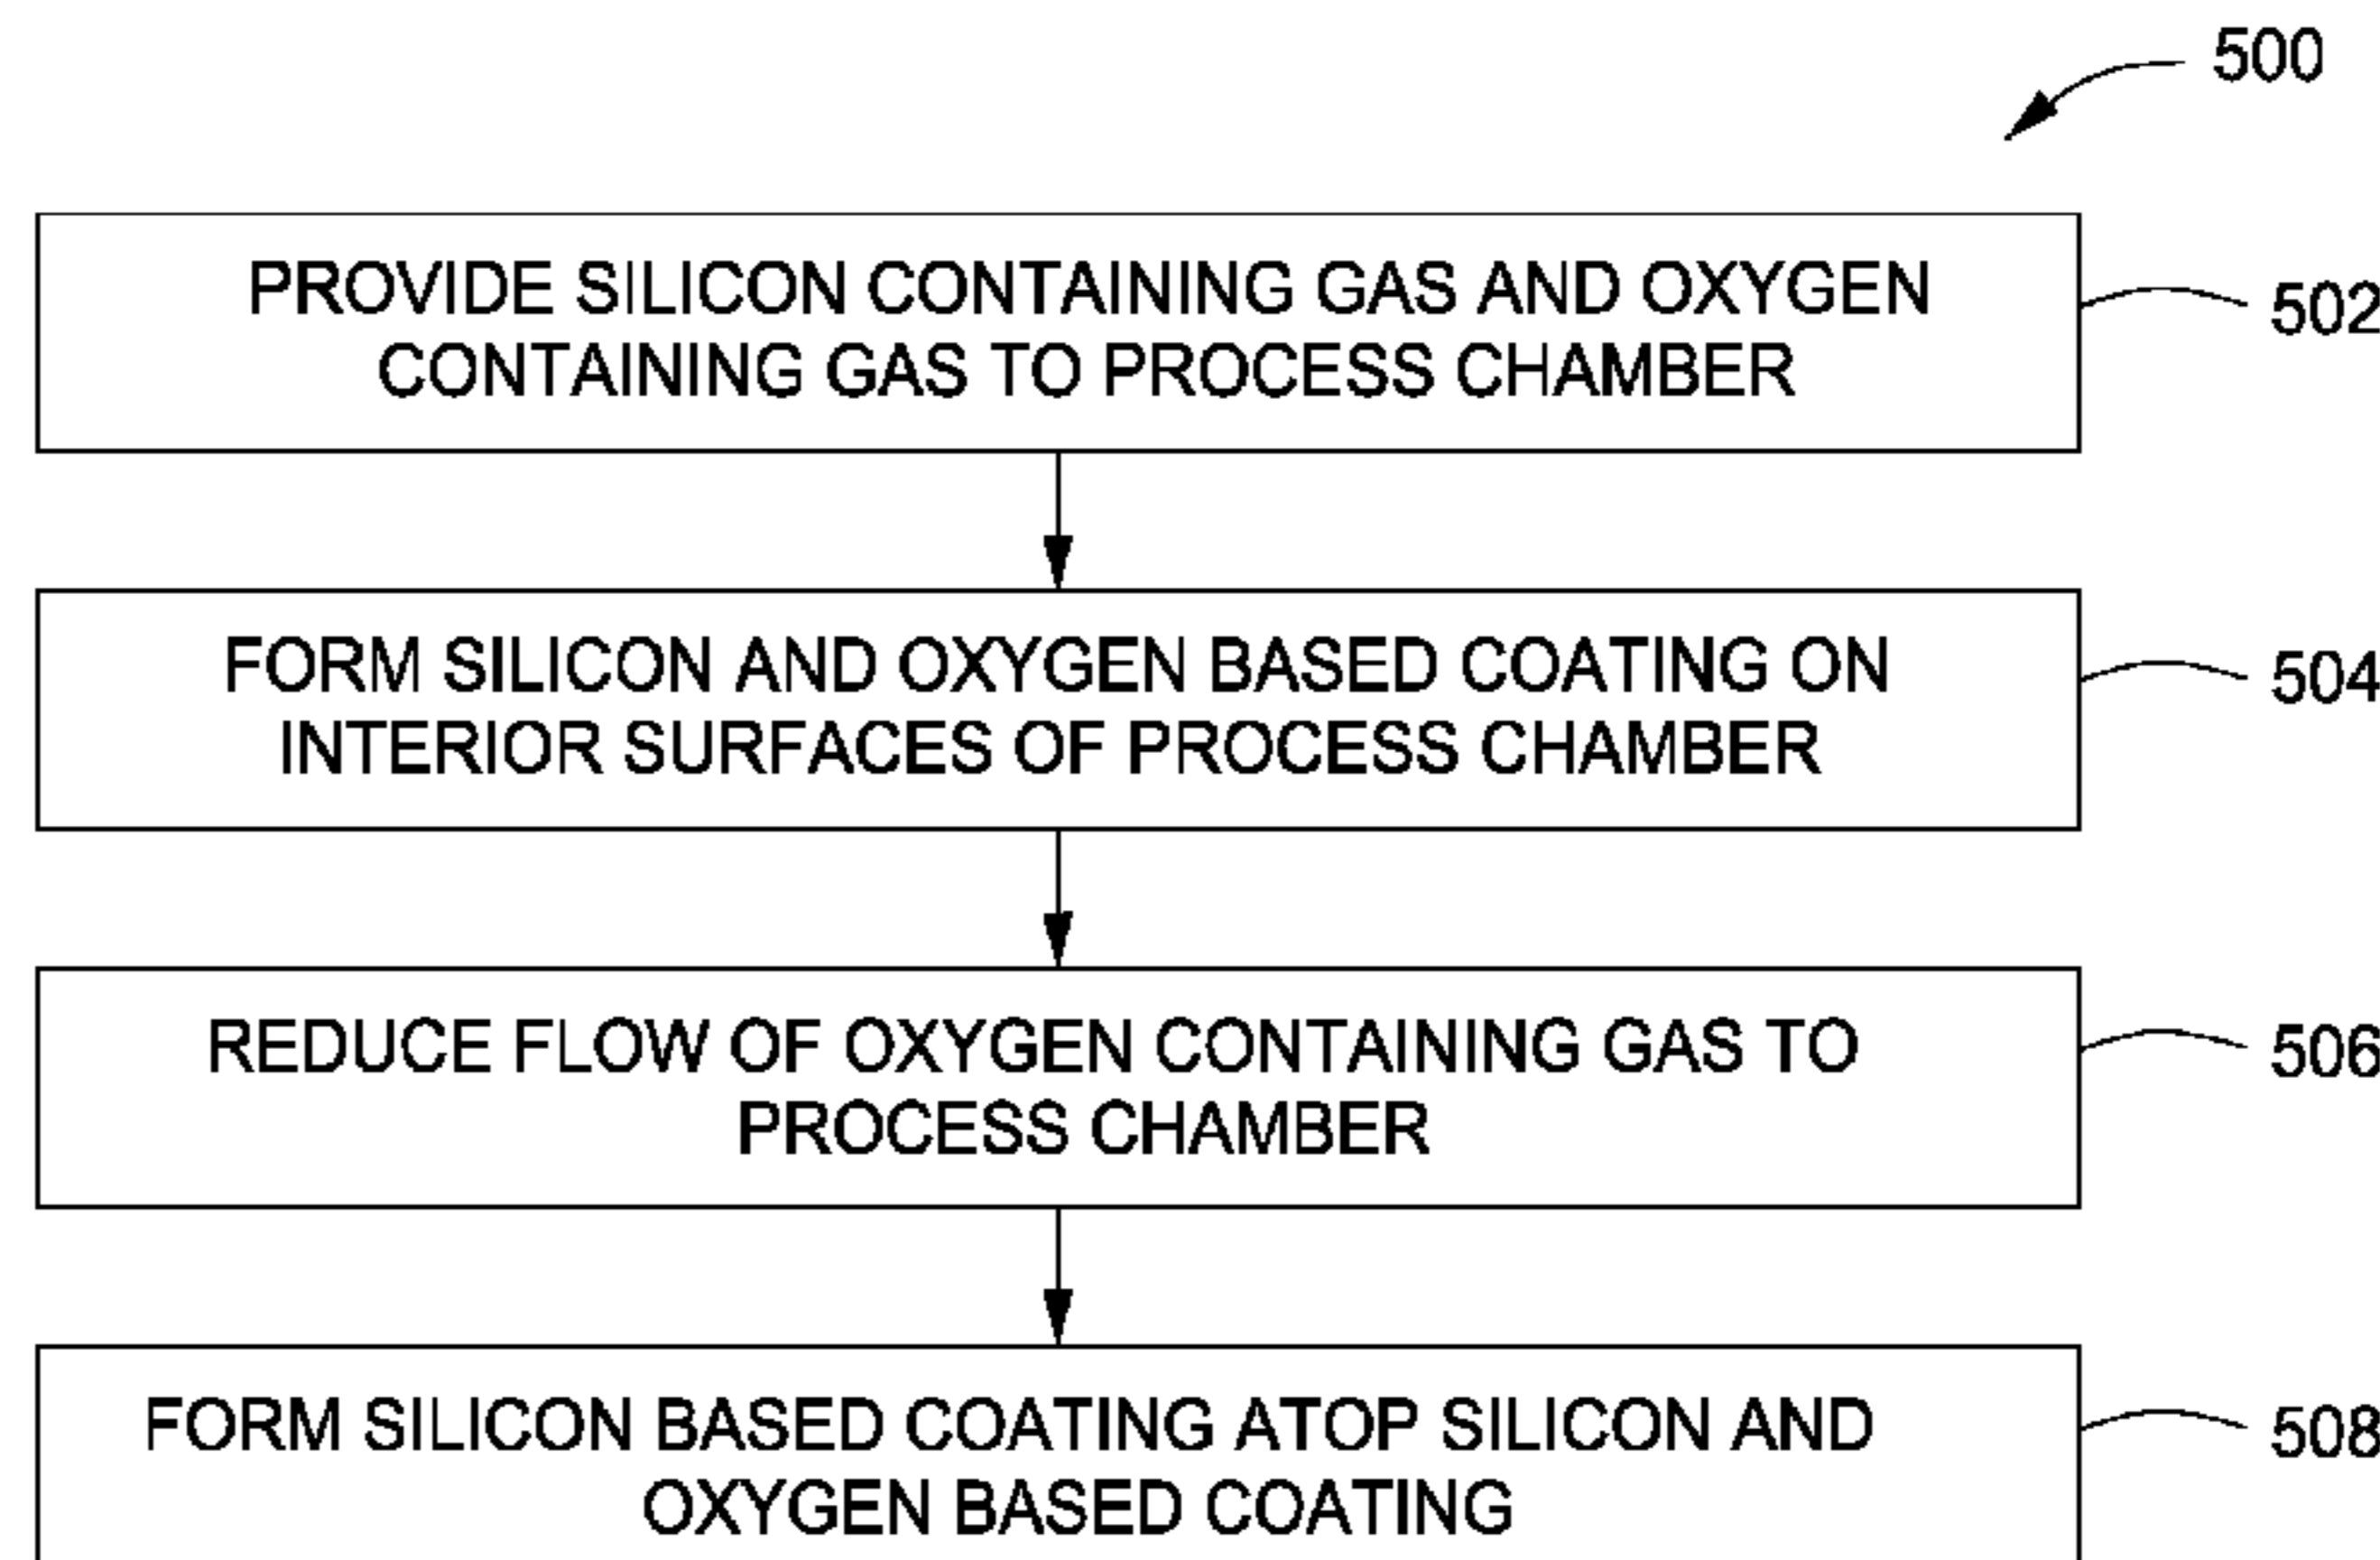 500
PROVIDE SILICON CONTAINING GAS AND OXYGEN
CONTAINING GAS TO PROCESS CHAMBER
502
FORM SILICON AND OXYGEN BASED COATING ON
INTERIOR SURFACES OF PROCESS CHAMBER
504
REDUCE FLOW OF OXYGEN CONTAINING GAS TO
PROCESS CHAMBER
506
FORM SILICON BASED COATING ATOP SILICON AND
OXYGEN BASED COATING
508